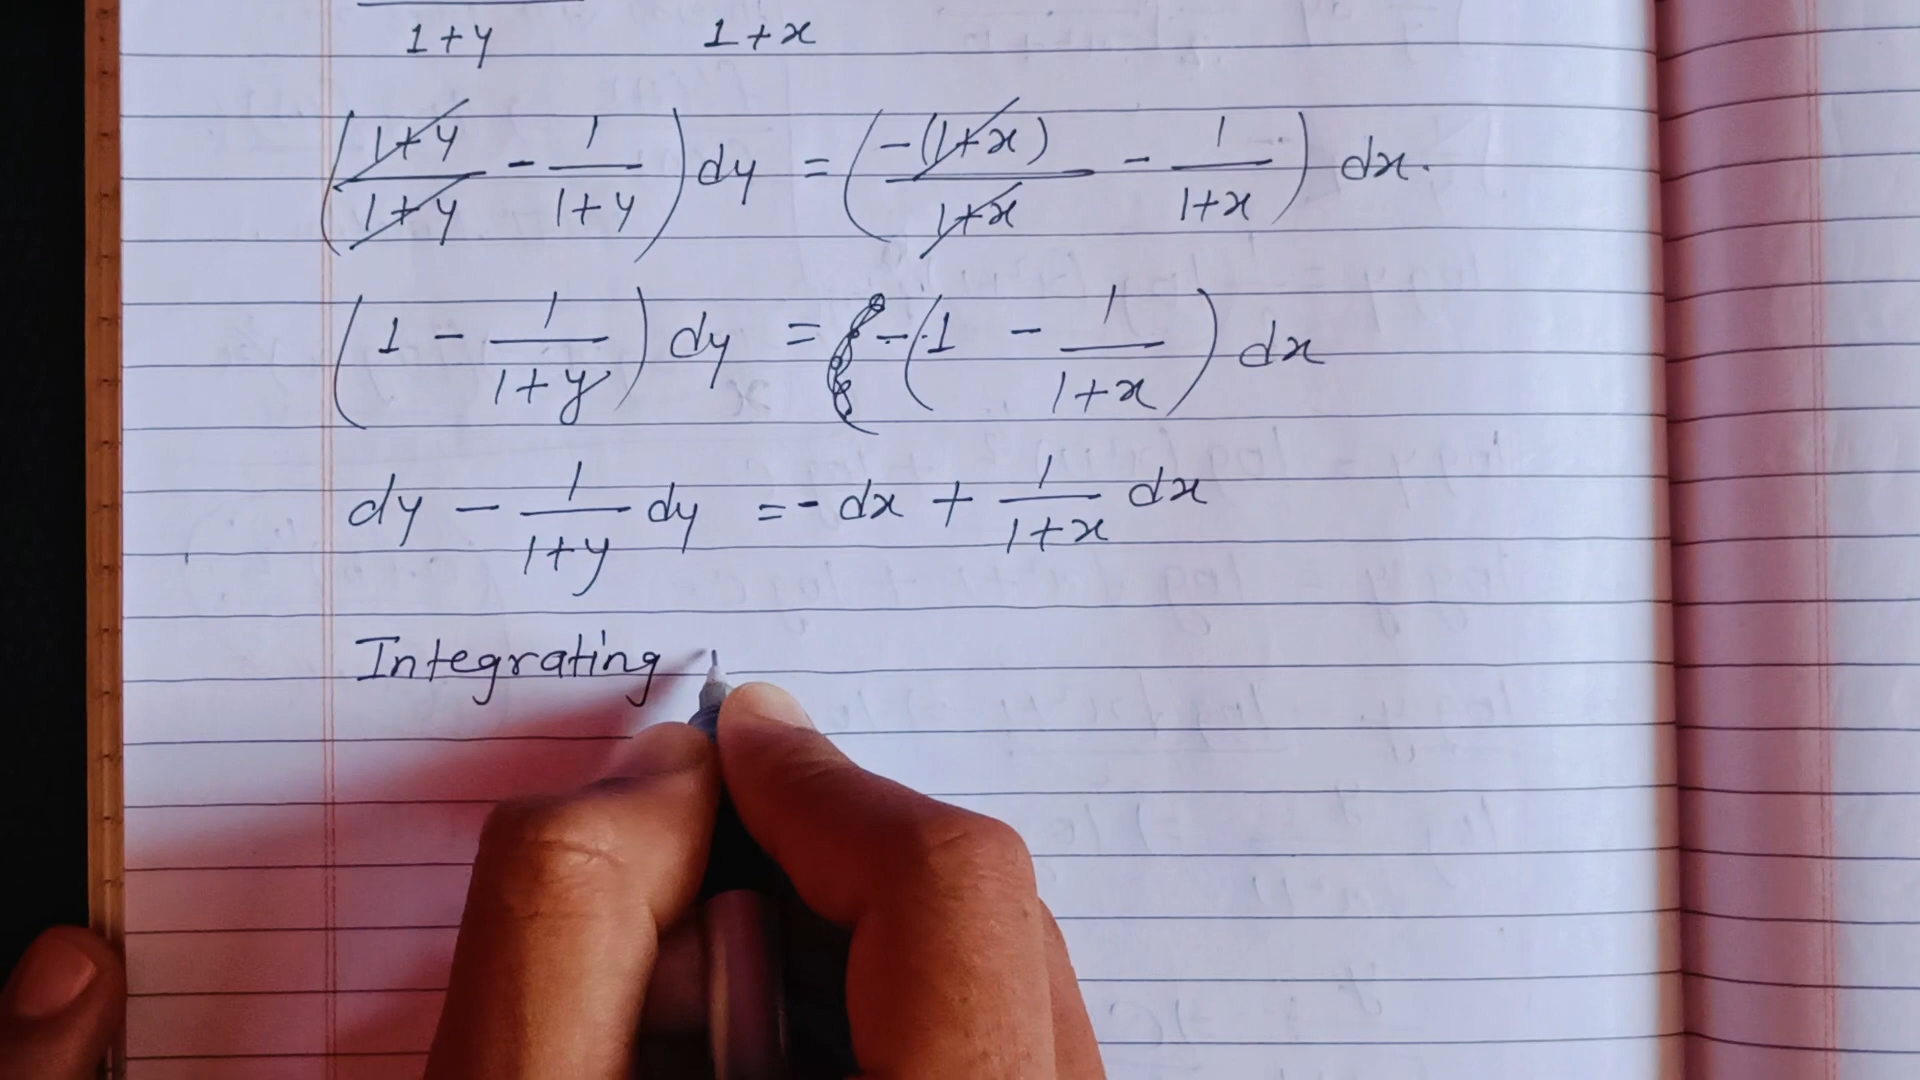 1+y 1+x
((1+y)/(1+y) - 1/(1+y)) dy = (-(1+x)/(1+x) - 1/(1+x)) dx.
(1 - 1/(1+y)) dy = -(1 - 1/(1+x)) dx
dy - 1/(1+y) dy = - dx + 1/(1+x) dx
Integrating